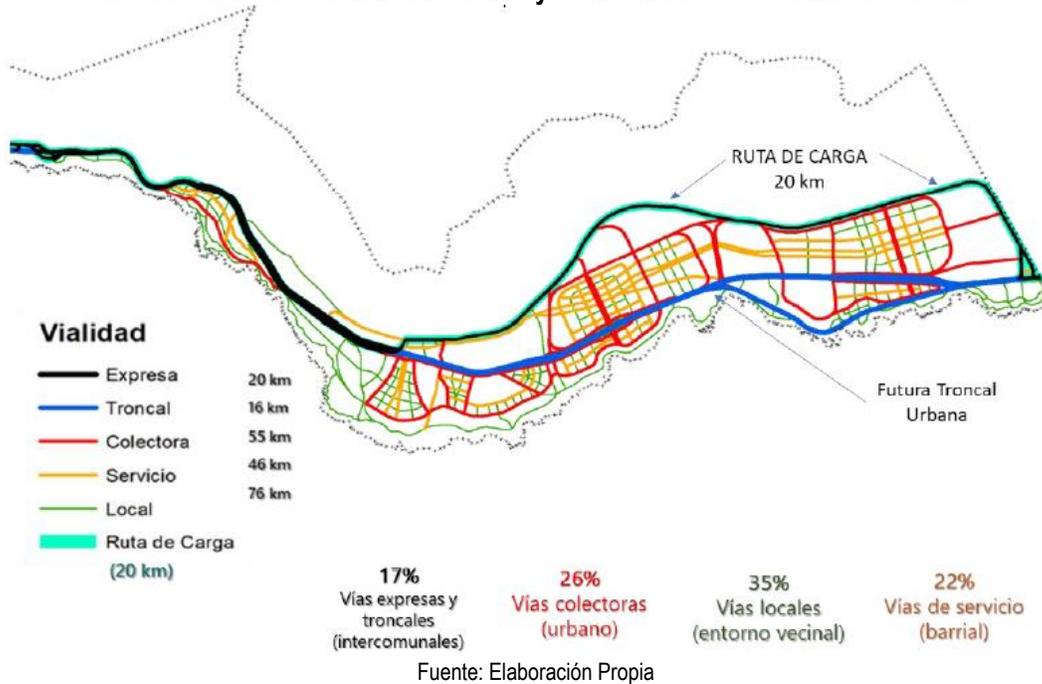 RUTA DE CARGA
20 km
Futura Troncal
Urbana
Vialidad
Expresa 20 km
Troncal 16 km
Colectora 55 km
Servicio 46 km
Local 76 km
Ruta de Carga
(20 km)
17%
Vías expresas y
troncales
(intercomunales)
26%
Vías colectoras
(urbano)
35%
Vías locales
(entorno vecinal)
22%
Vías de servicio
(barrial)
Fuente: Elaboración Propia